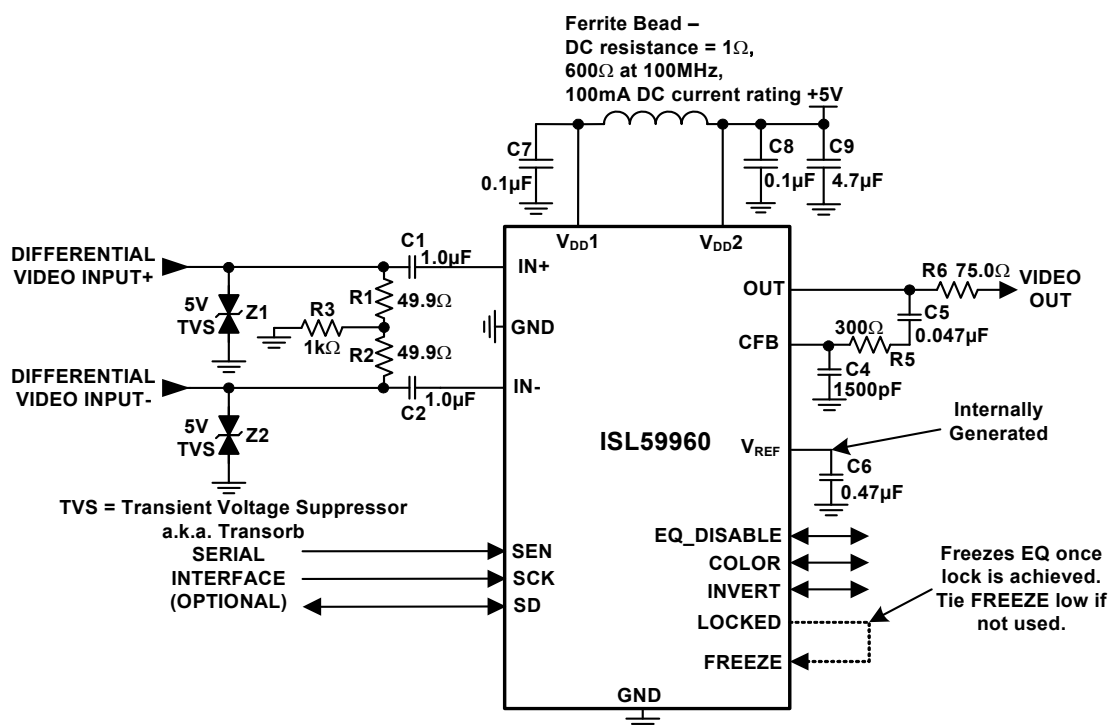 Ferrite Bead –
DC resistance = 1Ω,
600Ω at 100MHz,
100mA DC current rating +5V
C7
0.1µF
C8
0.1µF
C9
4.7µF
VDD1
VDD2
DIFFERENTIAL
VIDEO INPUT+
C1
1.0µF
IN+
5V
TVS
Z1
R1
49.9Ω
R3
1kΩ
GND
R2
49.9Ω
DIFFERENTIAL
VIDEO INPUT-
C2
1.0µF
IN-
5V
TVS
Z2
TVS = Transient Voltage Suppressor
a.k.a. Transorb
SERIAL
INTERFACE
(OPTIONAL)
SEN
SCK
SD
ISL59960
OUT
R6 75.0Ω
VIDEO
OUT
C5
0.047µF
300Ω
R5
CFB
C4
1500pF
VREF
Internally
Generated
C6
0.47µF
EQ_DISABLE
COLOR
INVERT
LOCKED
FREEZE
Freezes EQ once
lock is achieved.
Tie FREEZE low if
not used.
GND